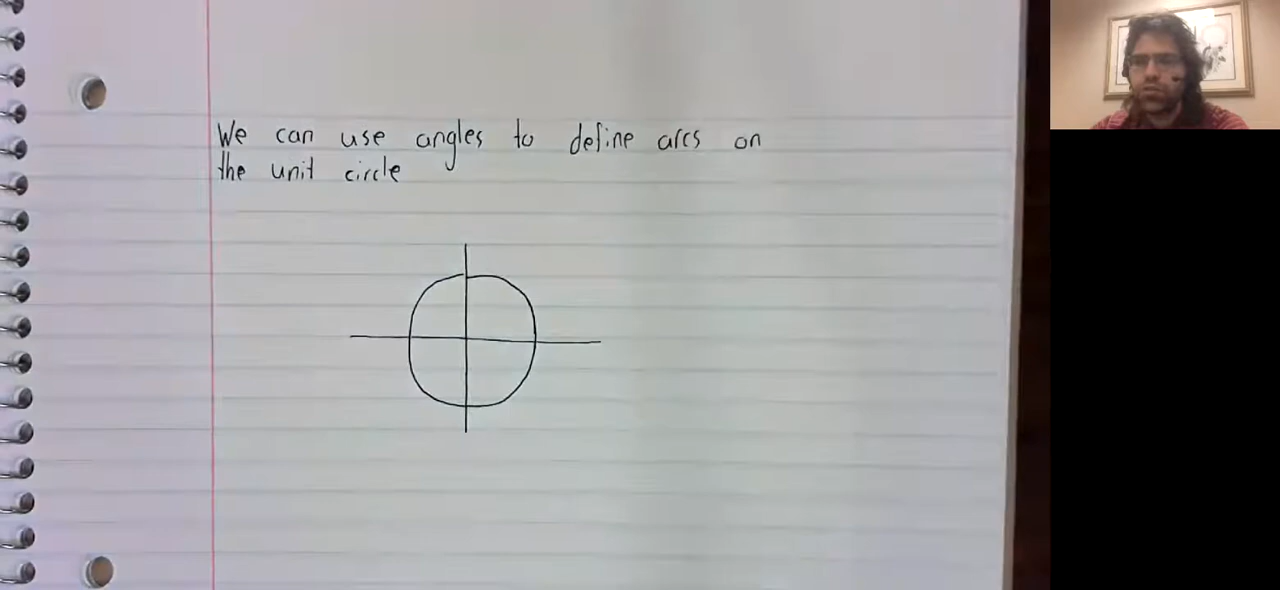 We can use angles to define arcs on
the unit circle